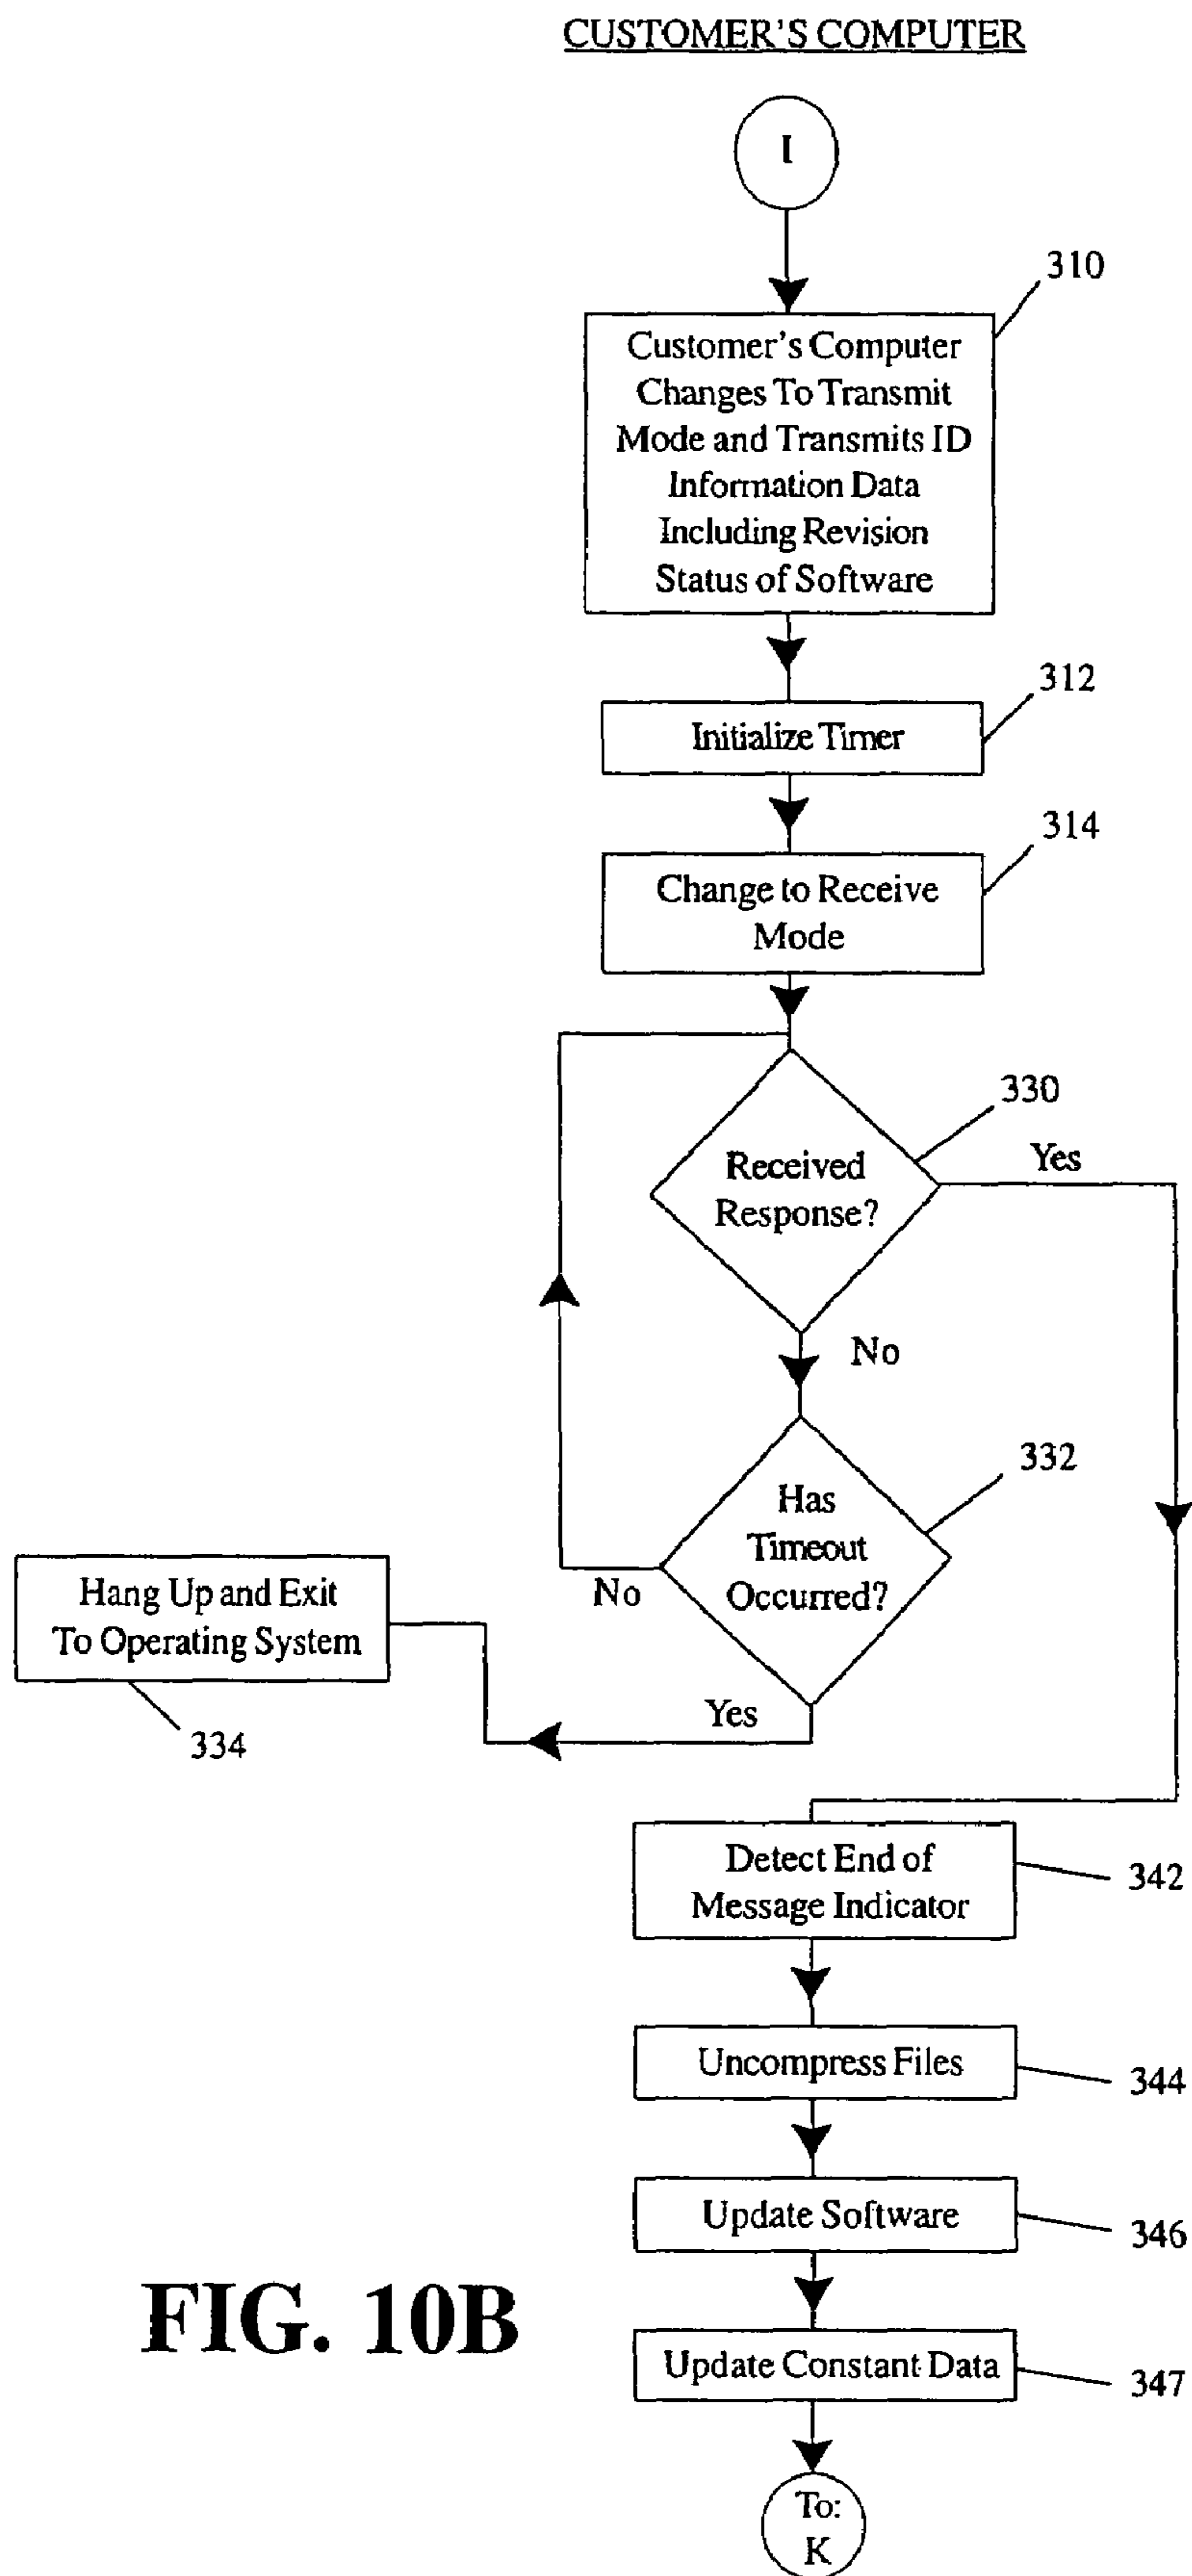 CUSTOMER'S COMPUTER
I
310
Customer's Computer
Changes To Transmit
Mode and Transmits ID
Information Data
Including Revision
Status of Software
312
Initialize Timer
314
Change to Receive
Mode
330
Received
Response?
Yes
No
332
Has
Timeout
Occurred?
No
Hang Up and Exit
To Operating System
Yes
334
Detect End of
Message Indicator
342
Uncompress Files
344
Update Software
346
FIG. 10B
Update Constant Data
347
To:
K